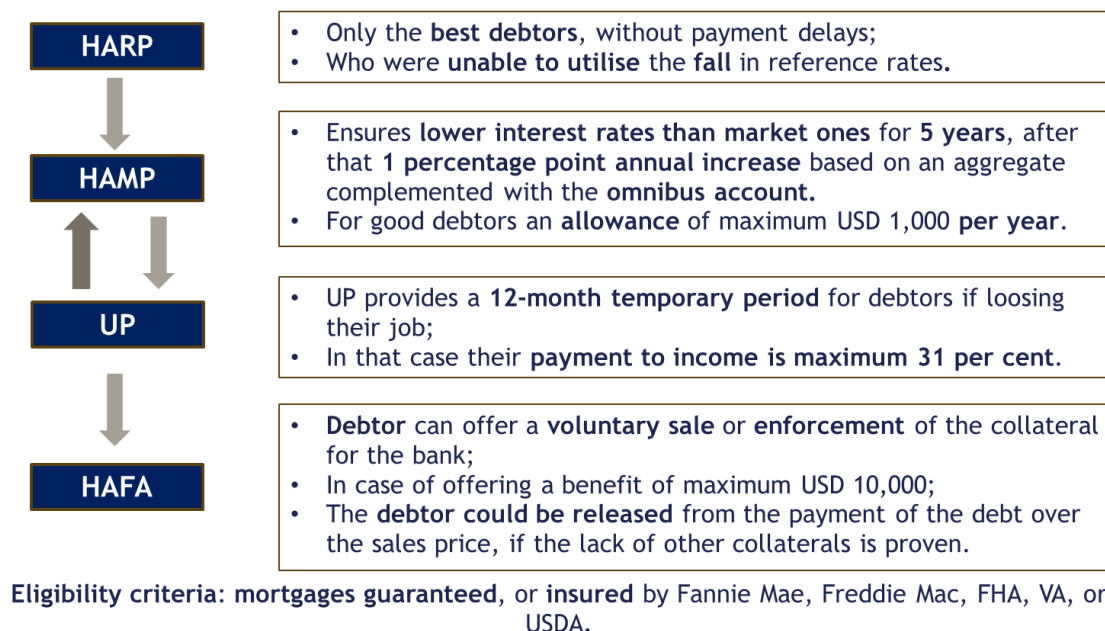 HARP
• Only the best debtors, without payment delays;
• Who were unable to utilise the fall in reference rates.
HAMP
• Ensures lower interest rates than market ones for 5 years, after
that 1 percentage point annual increase based on an aggregate
complemented with the omnibus account.
• For good debtors an allowance of maximum USD 1,000 per year.
UP
• UP provides a 12-month temporary period for debtors if loosing
their job;
• In that case their payment to income is maximum 31 per cent.
HAFA
• Debtor can offer a voluntary sale or enforcement of the collateral
for the bank;
• In case of offering a benefit of maximum USD 10,000;
• The debtor could be released from the payment of the debt over
the sales price, if the lack of other collaterals is proven.
Eligibility criteria: mortgages guaranteed, or insured by Fannie Mae, Freddie Mac, FHA, VA, or
USDA.